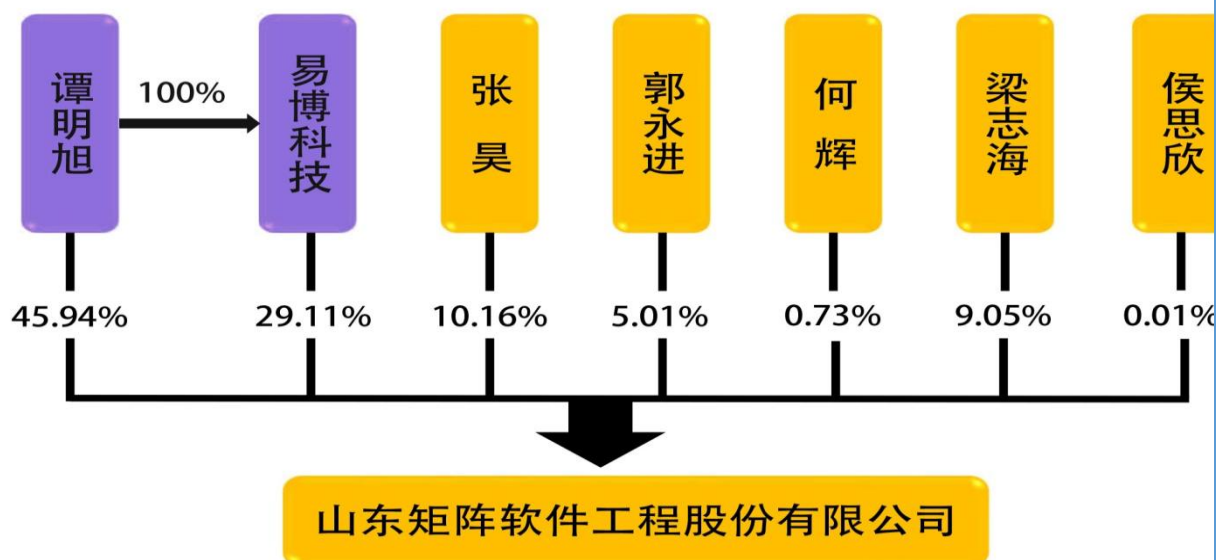 谭明旭
100%
易博科技
张昊
郭永进
何辉
梁志海
侯思欣
45.94%
29.11%
10.16%
5.01%
0.73%
9.05%
0.01%
山东矩阵软件工程股份有限公司